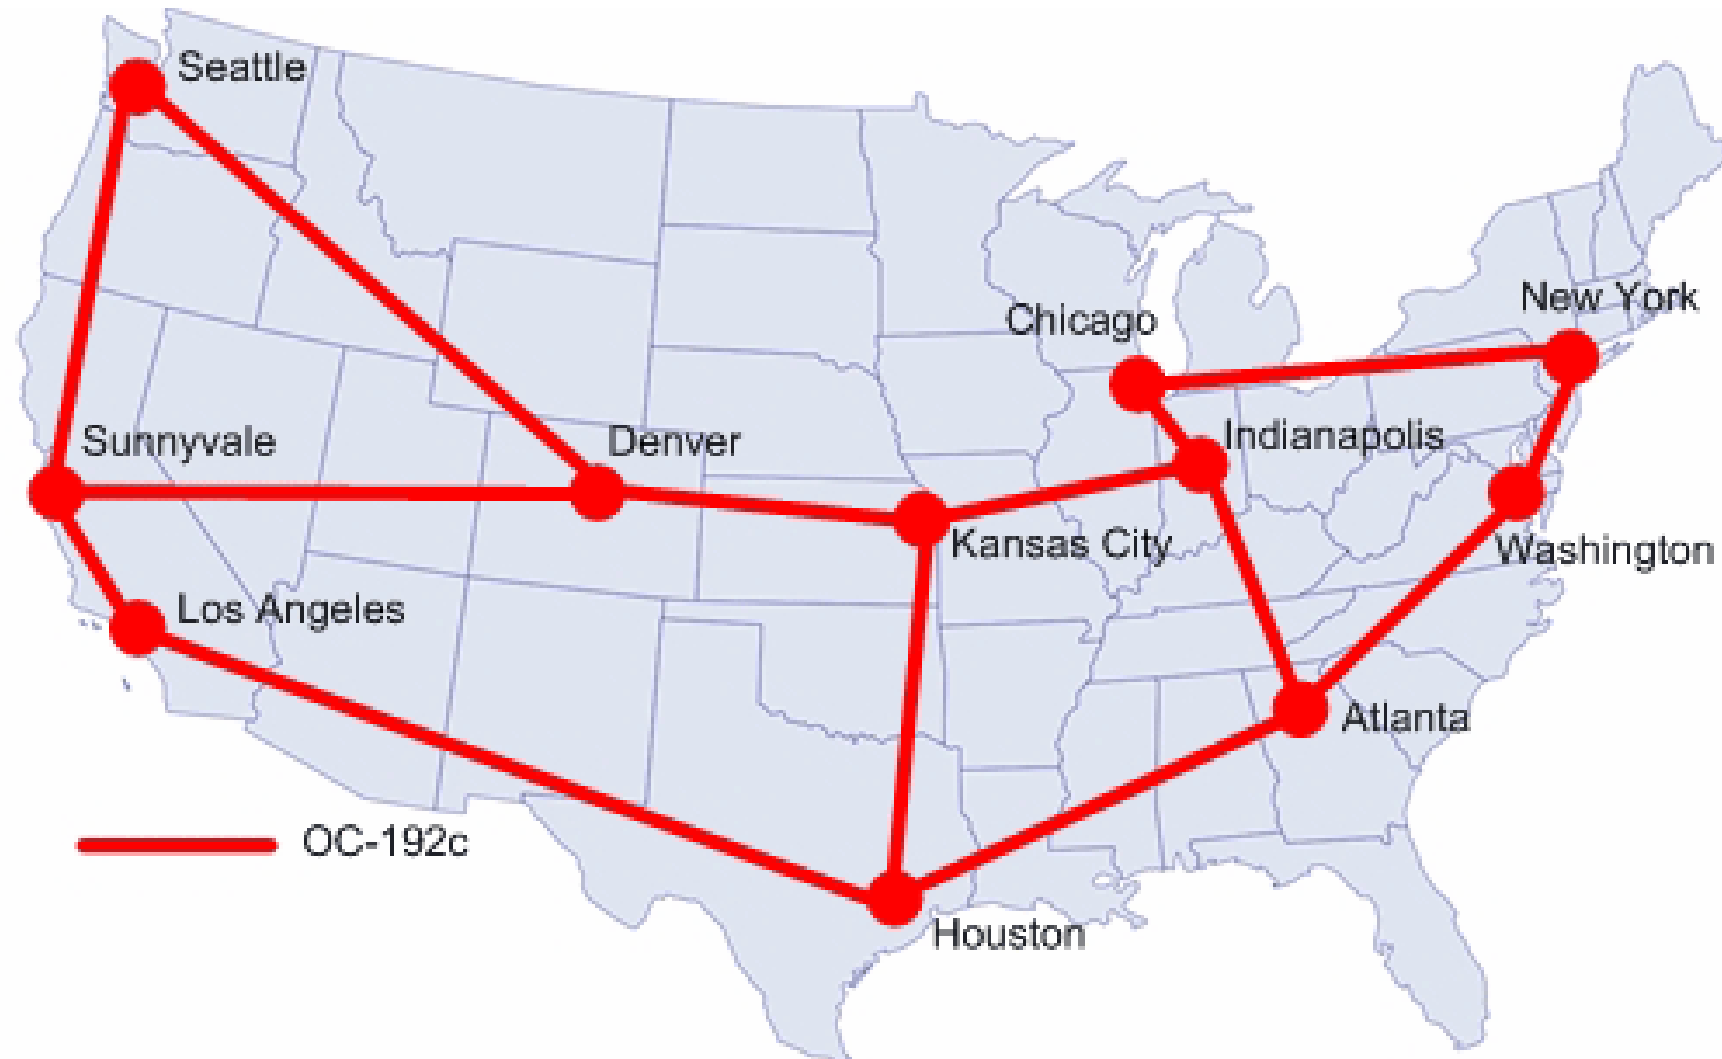 Seattle
New York
Chicago
Sunnyvale
Denver
Indianapolis
Kansas City
Washington
Los Angeles
Atlanta
OC-192c
Houston